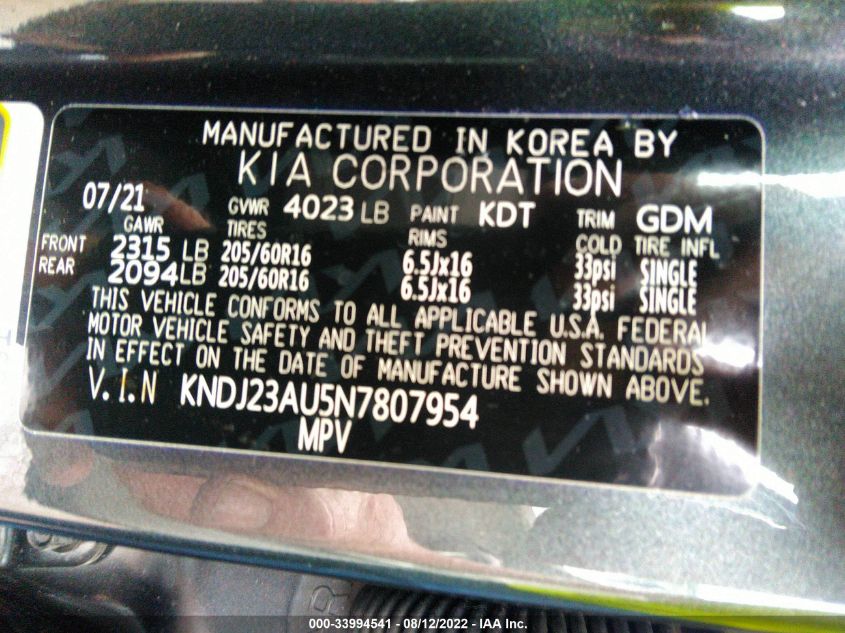 MANUFACTURED IN KOREA BY
KIA CORPORATION
07/21 GVWR 4023 LB PAINT KDT TRIM GDM
GAWR TIRES RIMS COLD TIRE INFL
FRONT 2315 LB 205/60R16 6.5Jx16 33psi SINGLE
REAR 2094 LB 205/60R16 6.5Jx16 33psi SINGLE
THIS VEHICLE CONFORMS TO ALL APPLICABLE U.S.A. FEDERAL
MOTOR VEHICLE SAFETY AND THEFT PREVENTION STANDARDS
IN EFFECT ON THE DATE OF MANUFACTURE SHOWN ABOVE.
V.I.N KNDJ23AU5N7807954
MPV
000-33994541 - 08/12/2022 - IAA Inc.